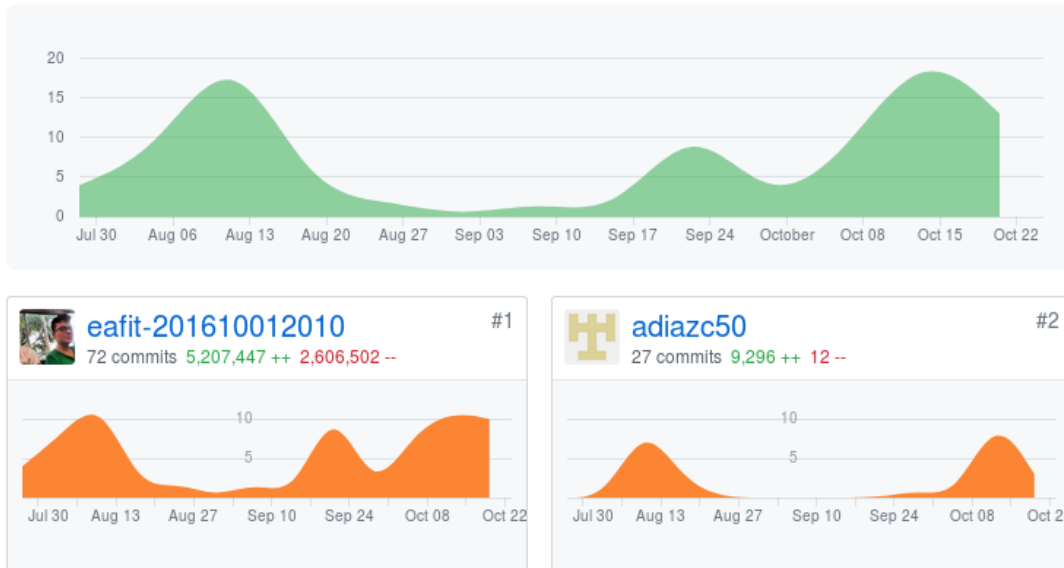 20
15
10
5
0
Jul 30 Aug 06 Aug 13 Aug 20 Aug 27 Sep 03 Sep 10 Sep 17 Sep 24 October Oct 08 Oct 15 Oct 22
eafit-201610012010 #1
72 commits 5,207,447 ++ 2,606,502 --
10
5
Jul 30 Aug 13 Aug 27 Sep 10 Sep 24 Oct 08 Oct 22
adiazc50 #2
27 commits 9,296 ++ 12 --
10
5
Jul 30 Aug 13 Aug 27 Sep 10 Sep 24 Oct 08 Oct 2